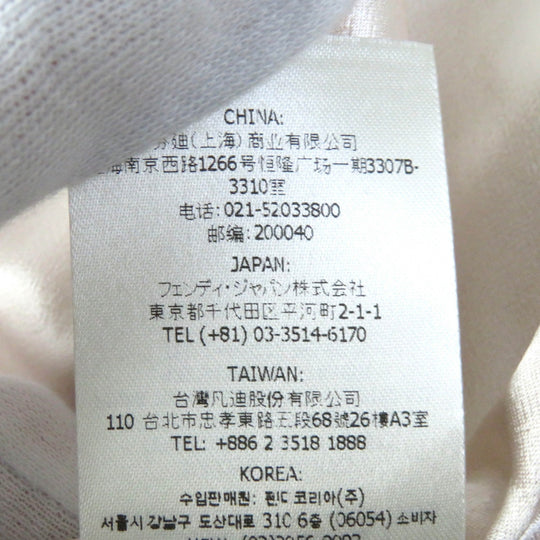 CHINA:
芬迪(上海)商业有限公司
海南京西路1266号恒隆广场一期3307B-
3310室
电话: 021-52033800
邮编: 200040
JAPAN:
フェンディ・ジャパン株式会社
東京都千代田区平河町2-1-1
TEL (+81) 03-3514-6170
TAIWAN:
台灣凡迪股份有限公司
110 台北市忠孝東路五段68號26樓A3室
TEL: +886 2 3518 1888
KOREA:
수입판매원: 펜디 코리아(주)
서울시 강남구 도산대로 310 6층 (06054) 소비자